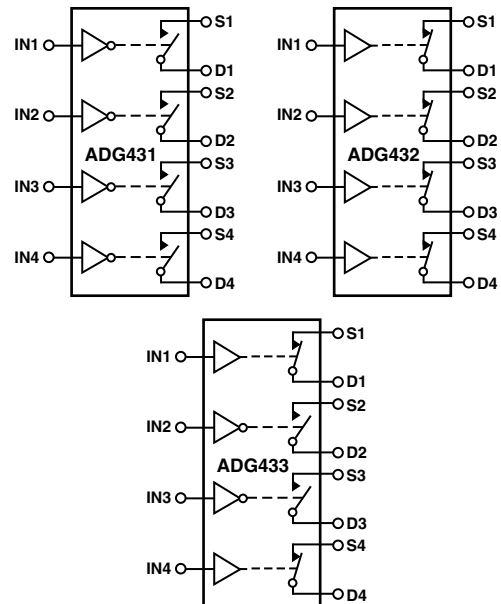 S1
IN1
D1
S2
IN2
D2
ADG431
S3
IN3
D3
S4
IN4
D4
S1
IN1
D1
S2
IN2
D2
ADG432
S3
IN3
D3
S4
IN4
D4
S1
IN1
D1
S2
IN2
D2
ADG433
S3
IN3
D3
S4
IN4
D4